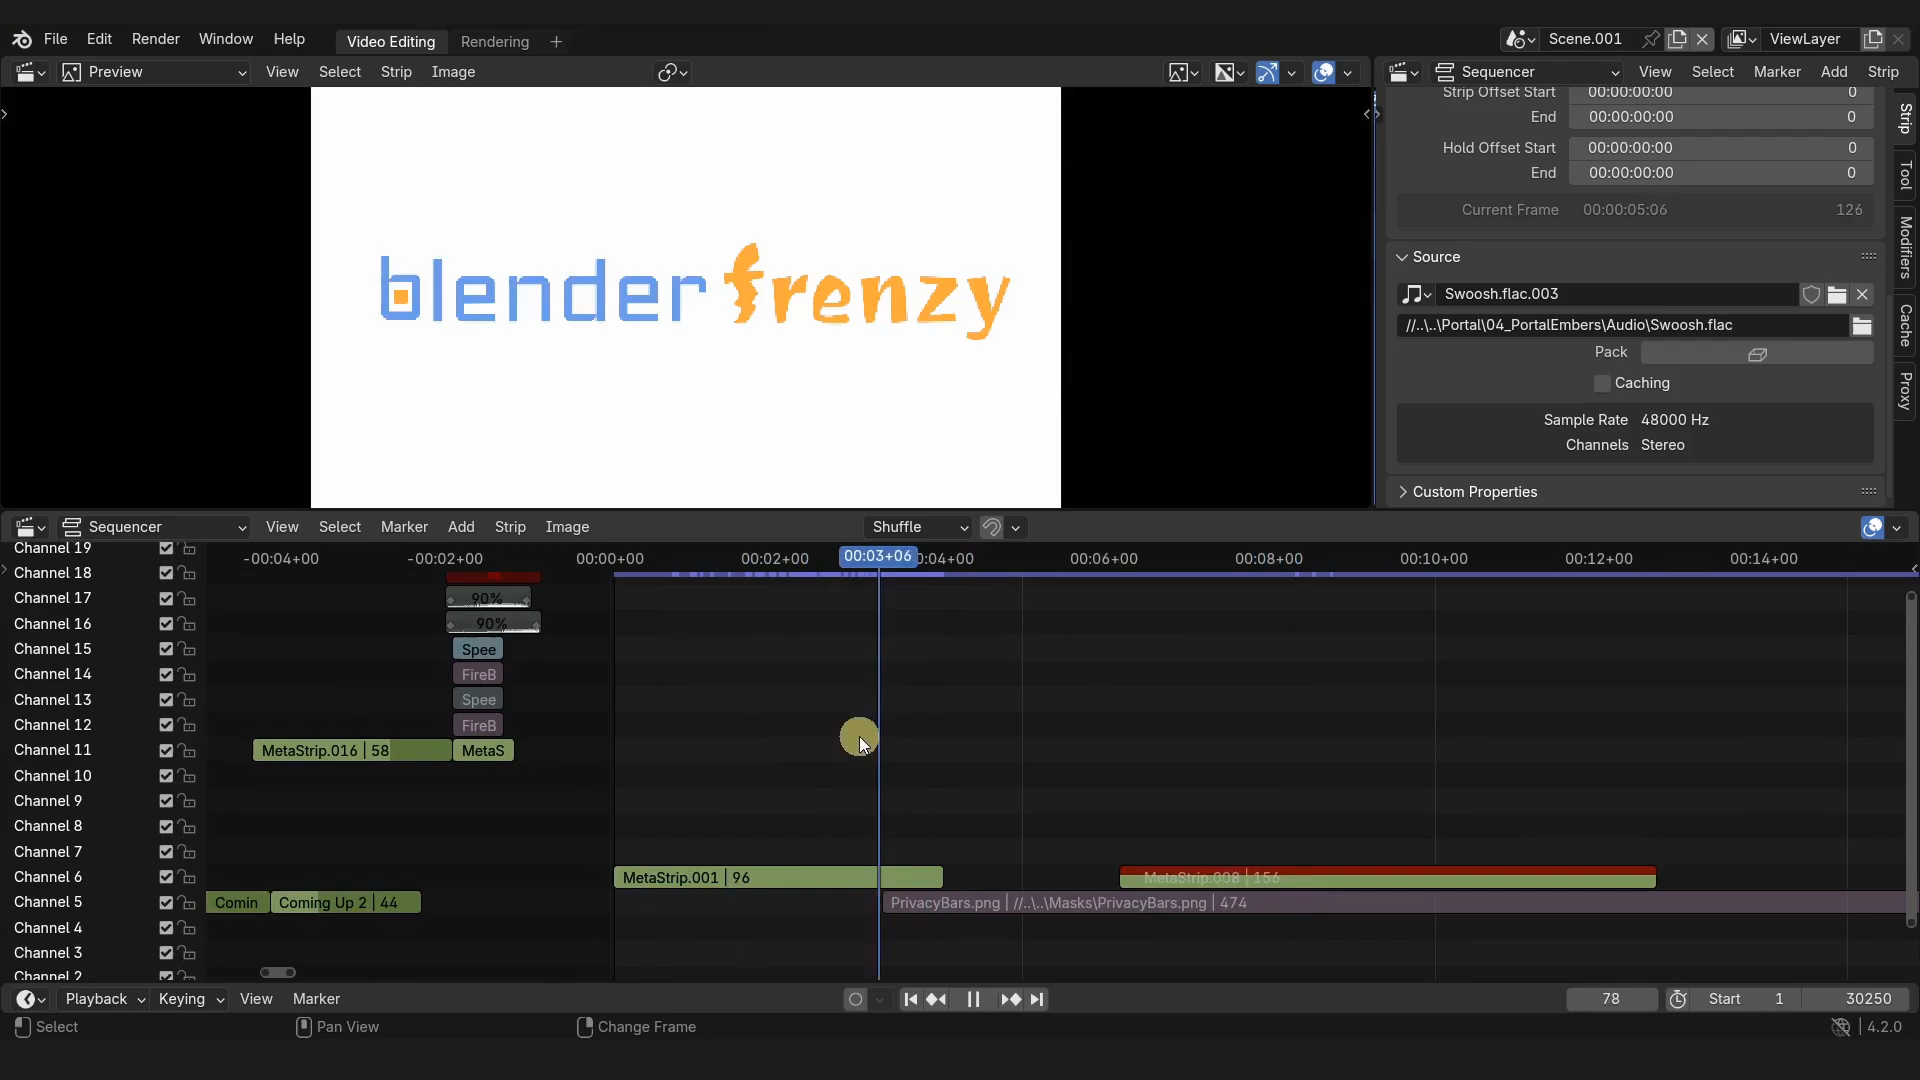 File Edit Render Window Help Video Editing Rendering + Scene.001 ViewLayer
Preview View Select Strip Image Sequencer View Select Marker Add Strip
Strip Offset Start 00:00:00:00 0
End 00:00:00:00 0
Hold Offset Start 00:00:00:00 0
End 00:00:00:00 0
Current Frame 00:00:05:06 126
Source
Swoosh.flac.003
//..\..\Portal\04_PortalEmbers\Audio\Swoosh.flac
Pack
Caching
Sample Rate 48000 Hz
Channels Stereo
Custom Properties
Strip
Tool
Modifiers
Cache
Proxy
blender frenzy
Sequencer View Select Marker Add Strip Image Shuffle
-00:04+00 -00:02+00 00:00+00 00:02+00 00:03+06 0:04+00 00:06+00 00:08+00 00:10+00 00:12+00 00:14+00
Channel 19
Channel 18
Channel 17 90%
Channel 16 90%
Channel 15 Spee
Channel 14 FireB
Channel 13 Spee
Channel 12 FireB
Channel 11 MetaStrip.016 | 58 MetaS
Channel 10
Channel 9
Channel 8
Channel 7
Channel 6 MetaStrip.001 | 96 MetaStrip.008 | 156
Channel 5 Comin Coming Up 2 | 44 PrivacyBars.png | //..\..\Masks\PrivacyBars.png | 474
Channel 4
Channel 3
Channel 2
Playback Keying View Marker 78 Start 1 30250
Select Pan View Change Frame 4.2.0